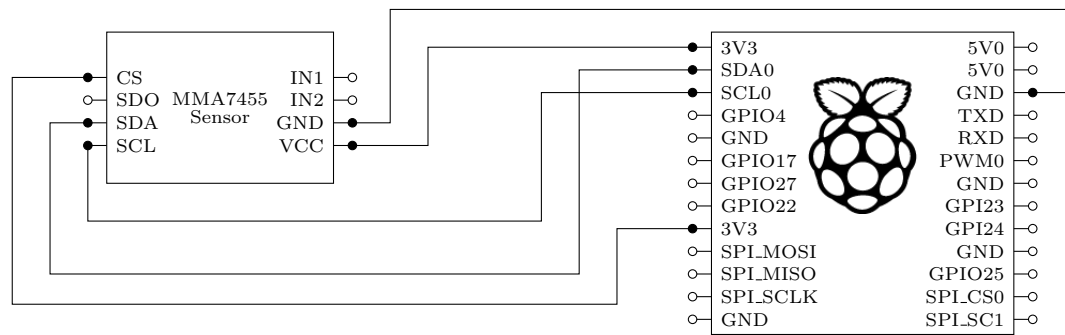 CS
SDO
SDA
SCL
MMA7455
Sensor
IN1
IN2
GND
VCC
3V3
SDA0
SCL0
GPIO4
GND
GPIO17
GPIO27
GPIO22
3V3
SPI_MOSI
SPI_MISO
SPI_SCLK
GND
5V0
5V0
GND
TXD
RXD
PWM0
GND
GPI23
GPI24
GND
GPIO25
SPI_CS0
SPI_SC1